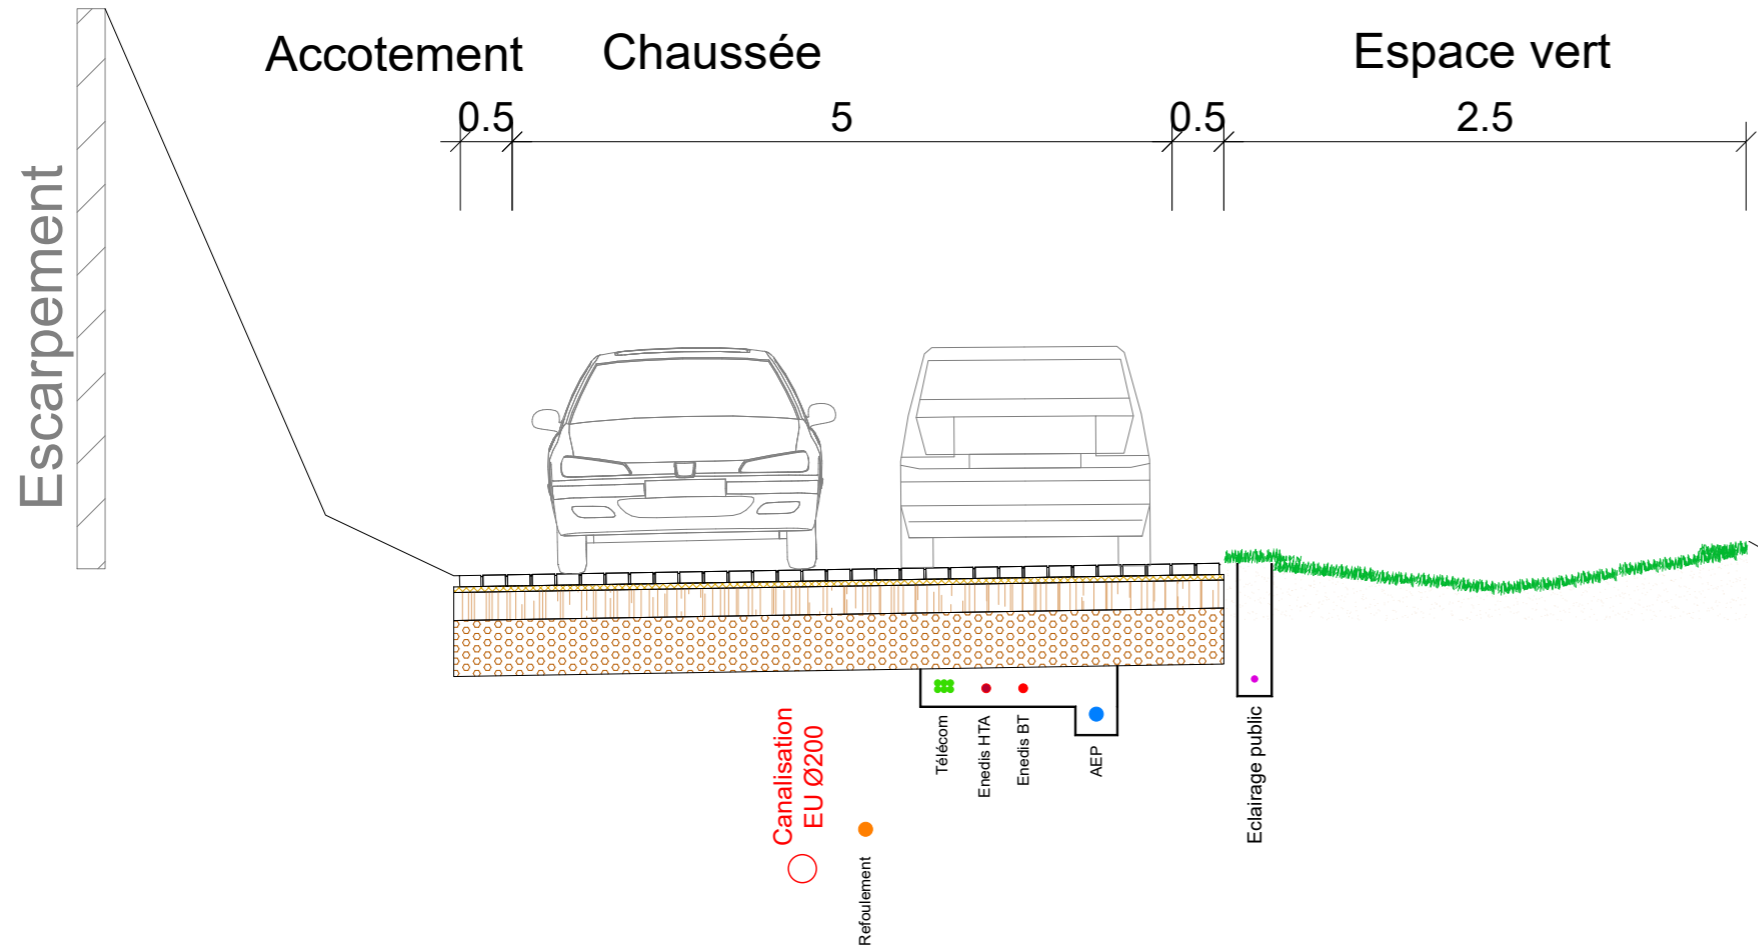 Accotement
Chaussée
Espace vert
0.5
5
0.5
2.5
Escarpement
Canalisation
EU Ø200
Refoulement
Télécom
Enedis HTA
Enedis BT
AEP
Eclairage public